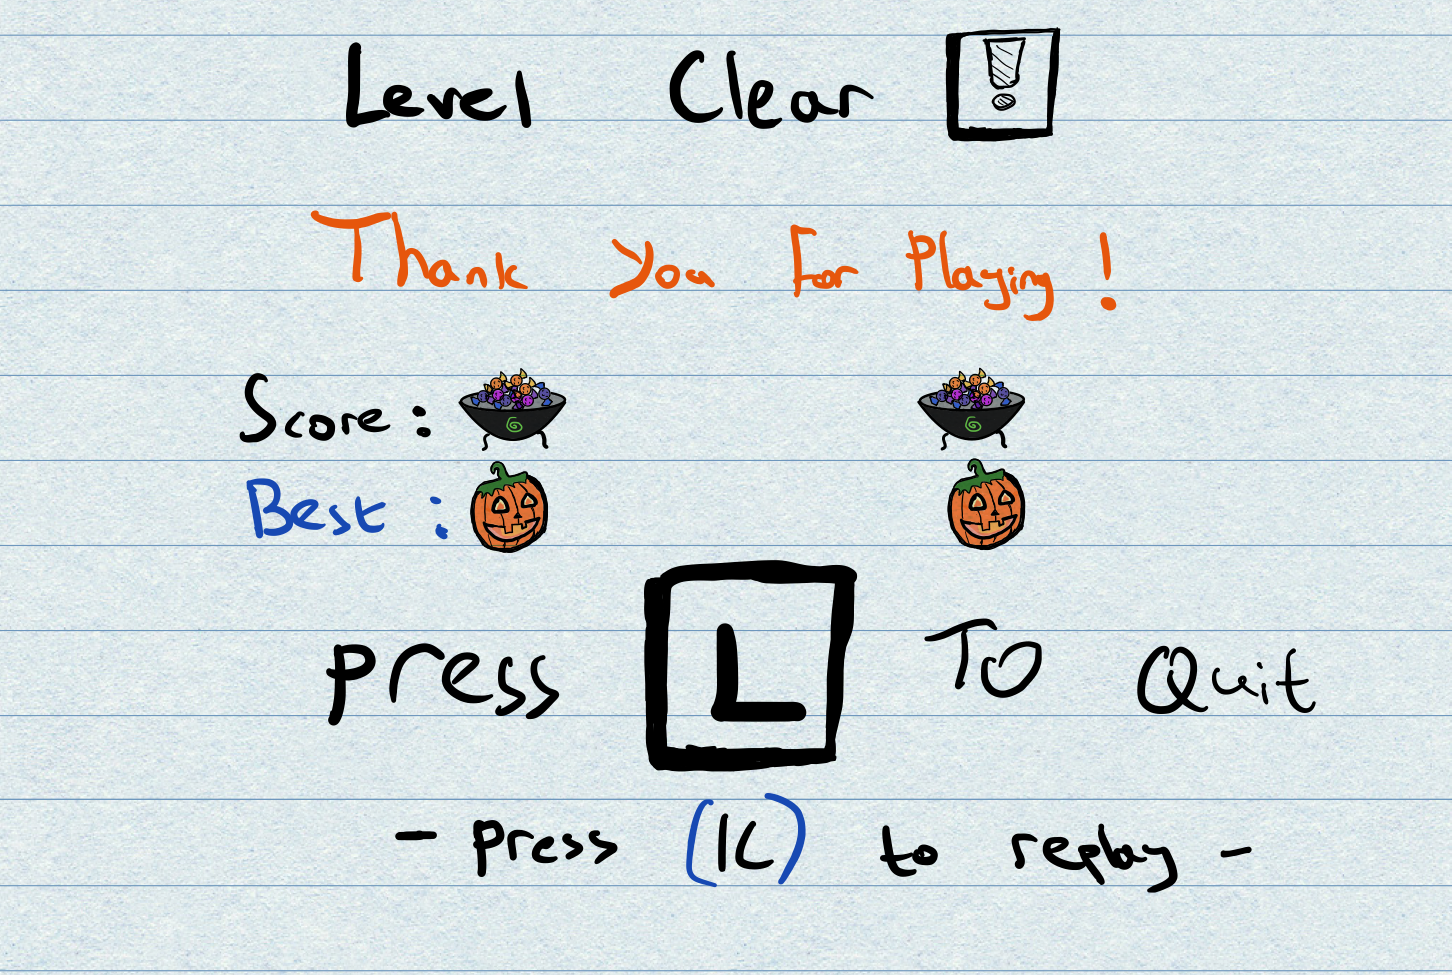 Level Clear !
Thank You For Playing !
Score :
Best :
press L To Quit
- press (K) to replay -